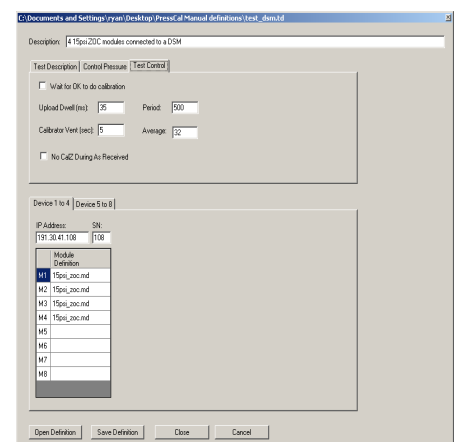 C:\Documents and Settings\ryan\Desktop\PressCal Manual definitions\test_dsm.td
Description: 4 15psi ZOC modules connected to a DSM
Test Description Control Pressure Test Control
Wait for OK to do calibration
Upload Dwell (ms): 35 Period: 500
Calibrator Vent (sec): 5 Average: 32
No CalZ During As Received
Device 1 to 4 Device 5 to 8
IP Address: SN:
191.30.41.108 108
Module
Definition
M1 15psi_zoc.md
M2 15psi_zoc.md
M3 15psi_zoc.md
M4 15psi_zoc.md
M5
M6
M7
M8
Open Definition Save Definition Close Cancel